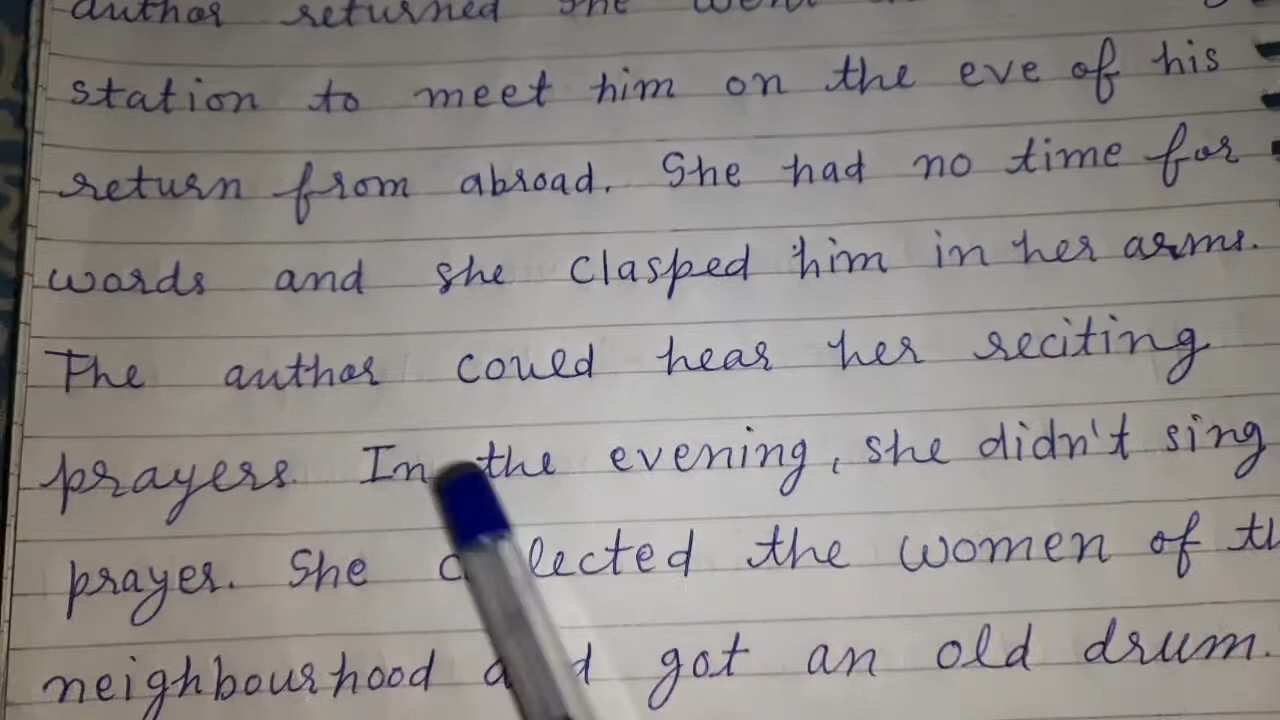 author returned she went
station to meet him on the eve of his
return from abroad. She had no time for
words and she clasped him in her arms.
The author could hear her reciting
prayers. In the evening, she didn't sing
prayer. She lected the women of
neighbourhood got an old drum.